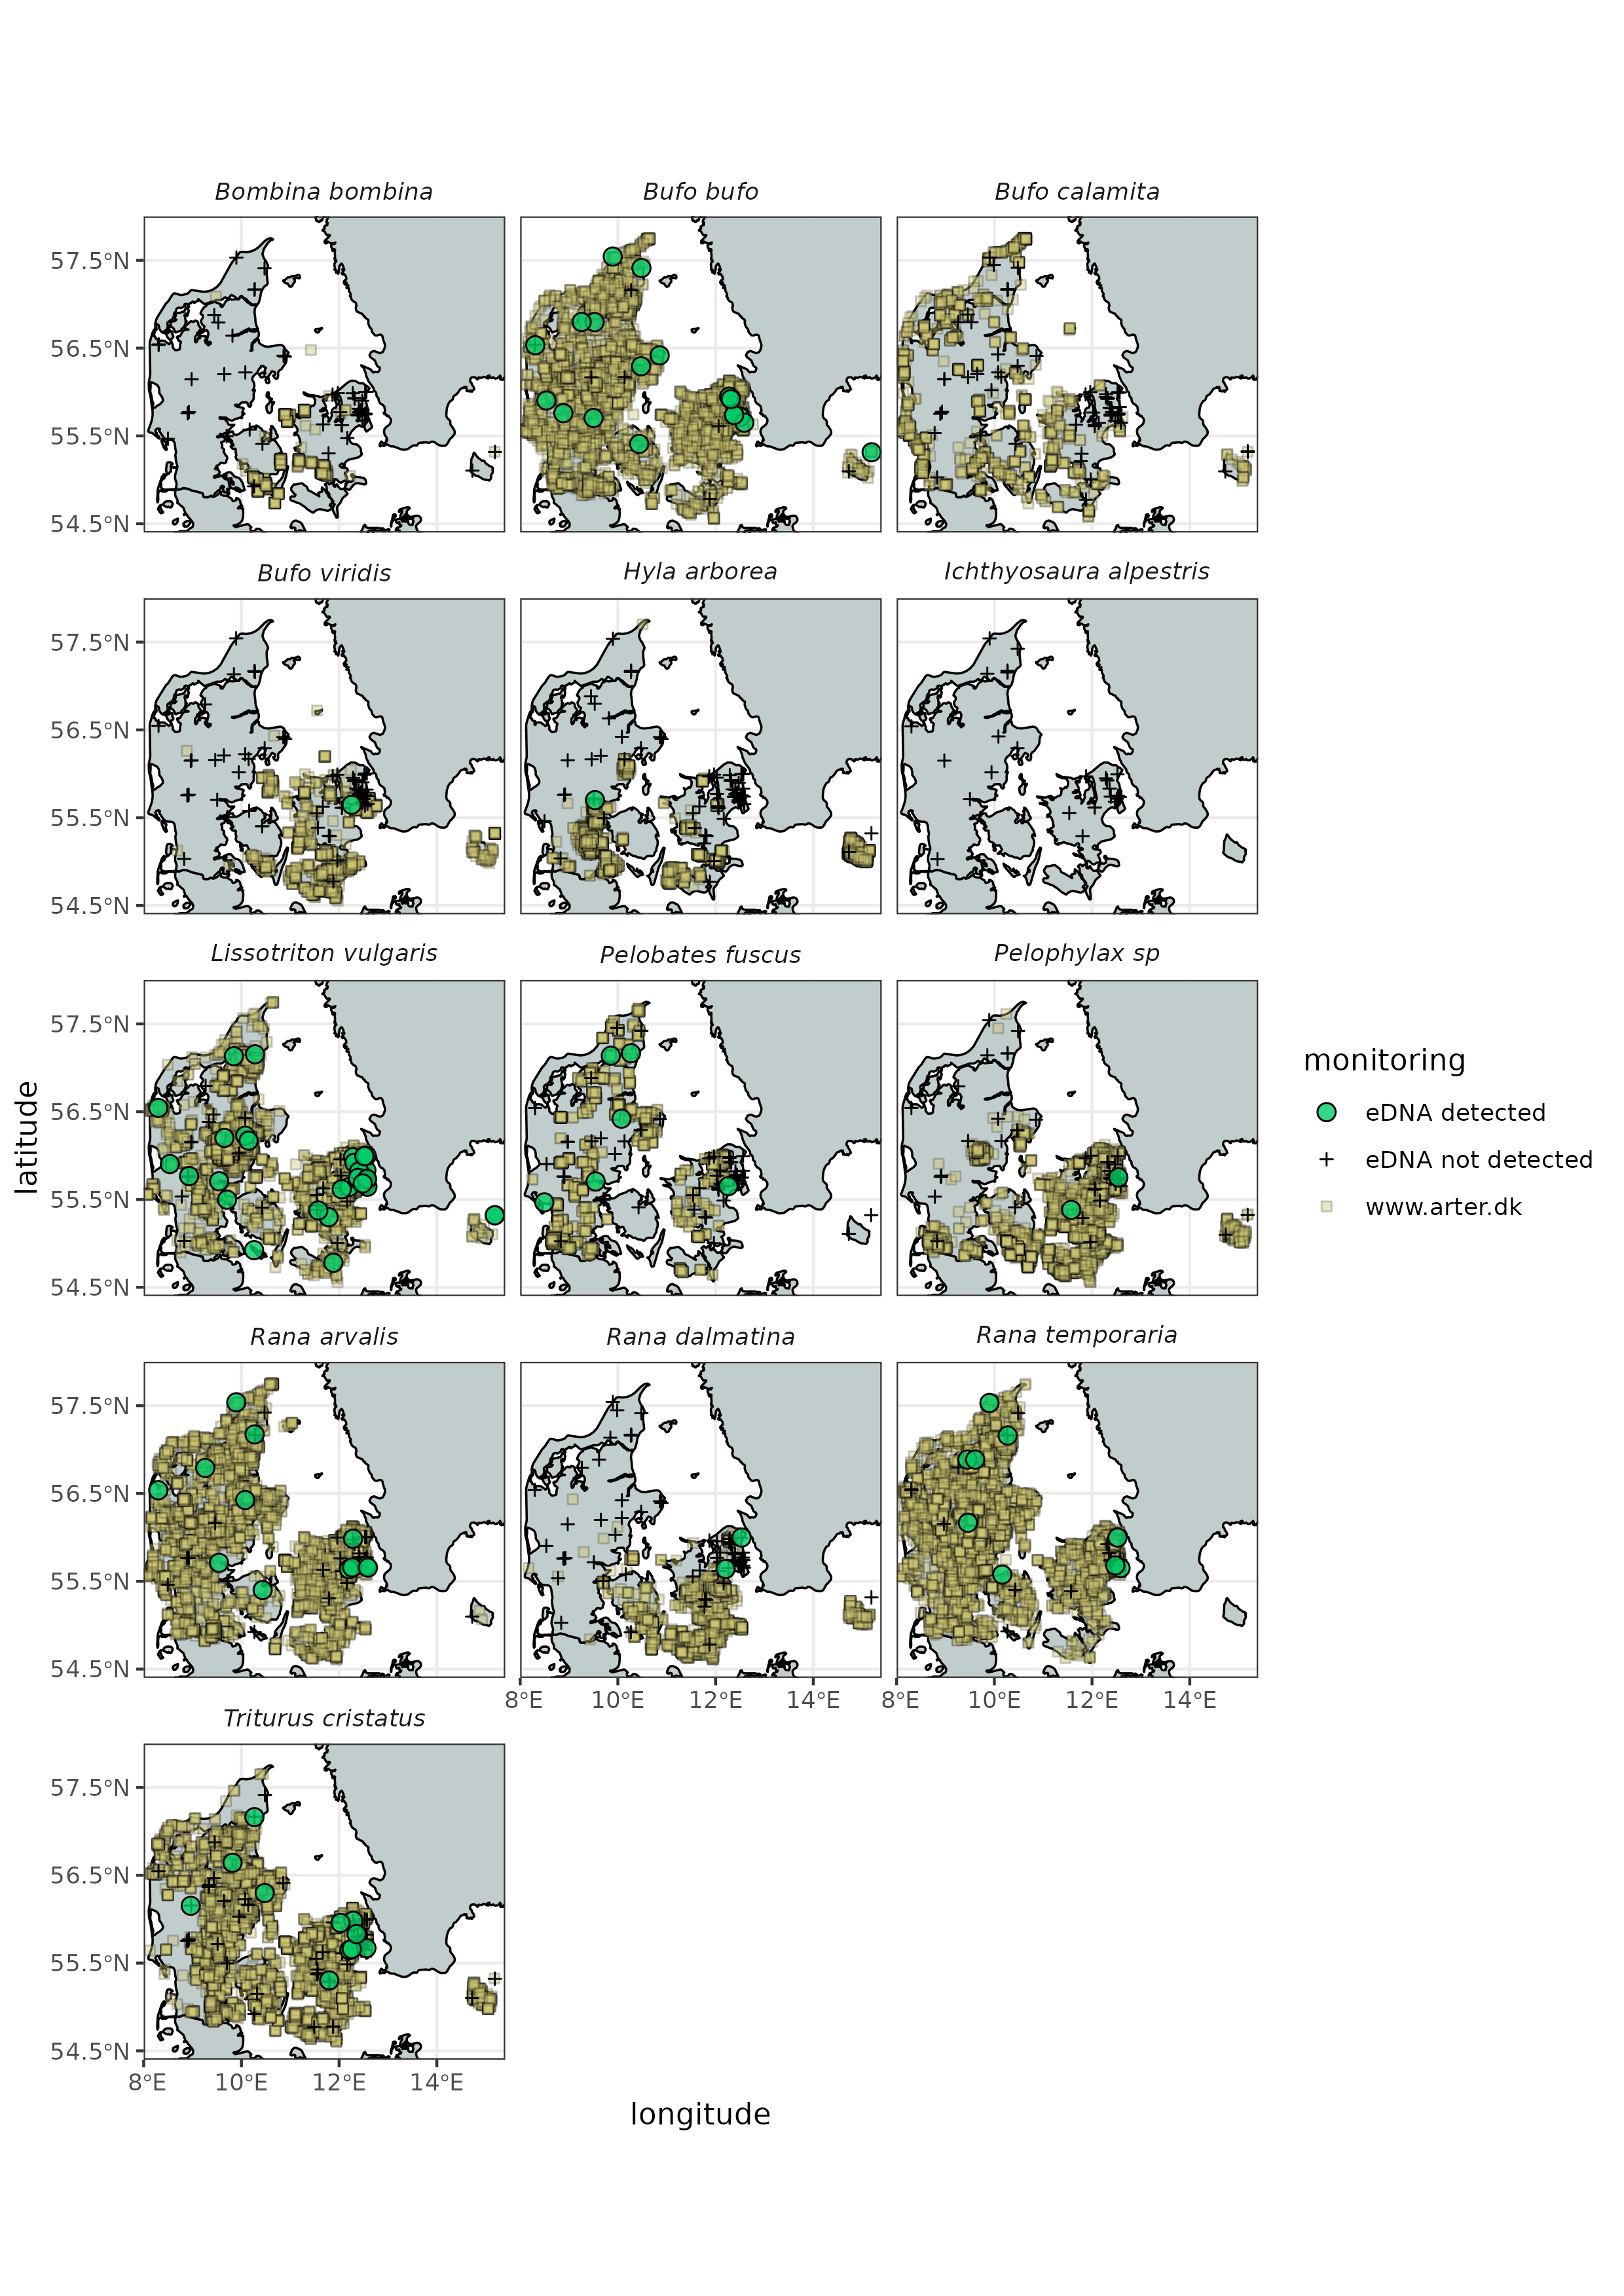 Bombina bombina
Bufo bufo
Bufo calamita
57.5°N
56.5°N
55.5°N
54.5°N
Bufo viridis
Hyla arborea
Ichthyosaura alpestris
57.5°N
56.5°N
55.5°N
54.5°N
Lissotriton vulgaris
Pelobates fuscus
Pelophylax sp
57.5°N
56.5°N
55.5°N
54.5°N
latitude
monitoring
eDNA detected
eDNA not detected
www.arter.dk
Rana arvalis
Rana dalmatina
Rana temporaria
57.5°N
56.5°N
55.5°N
54.5°N
8°E 10°E 12°E 14°E
8°E 10°E 12°E 14°E
Triturus cristatus
57.5°N
56.5°N
55.5°N
54.5°N
8°E 10°E 12°E 14°E
longitude